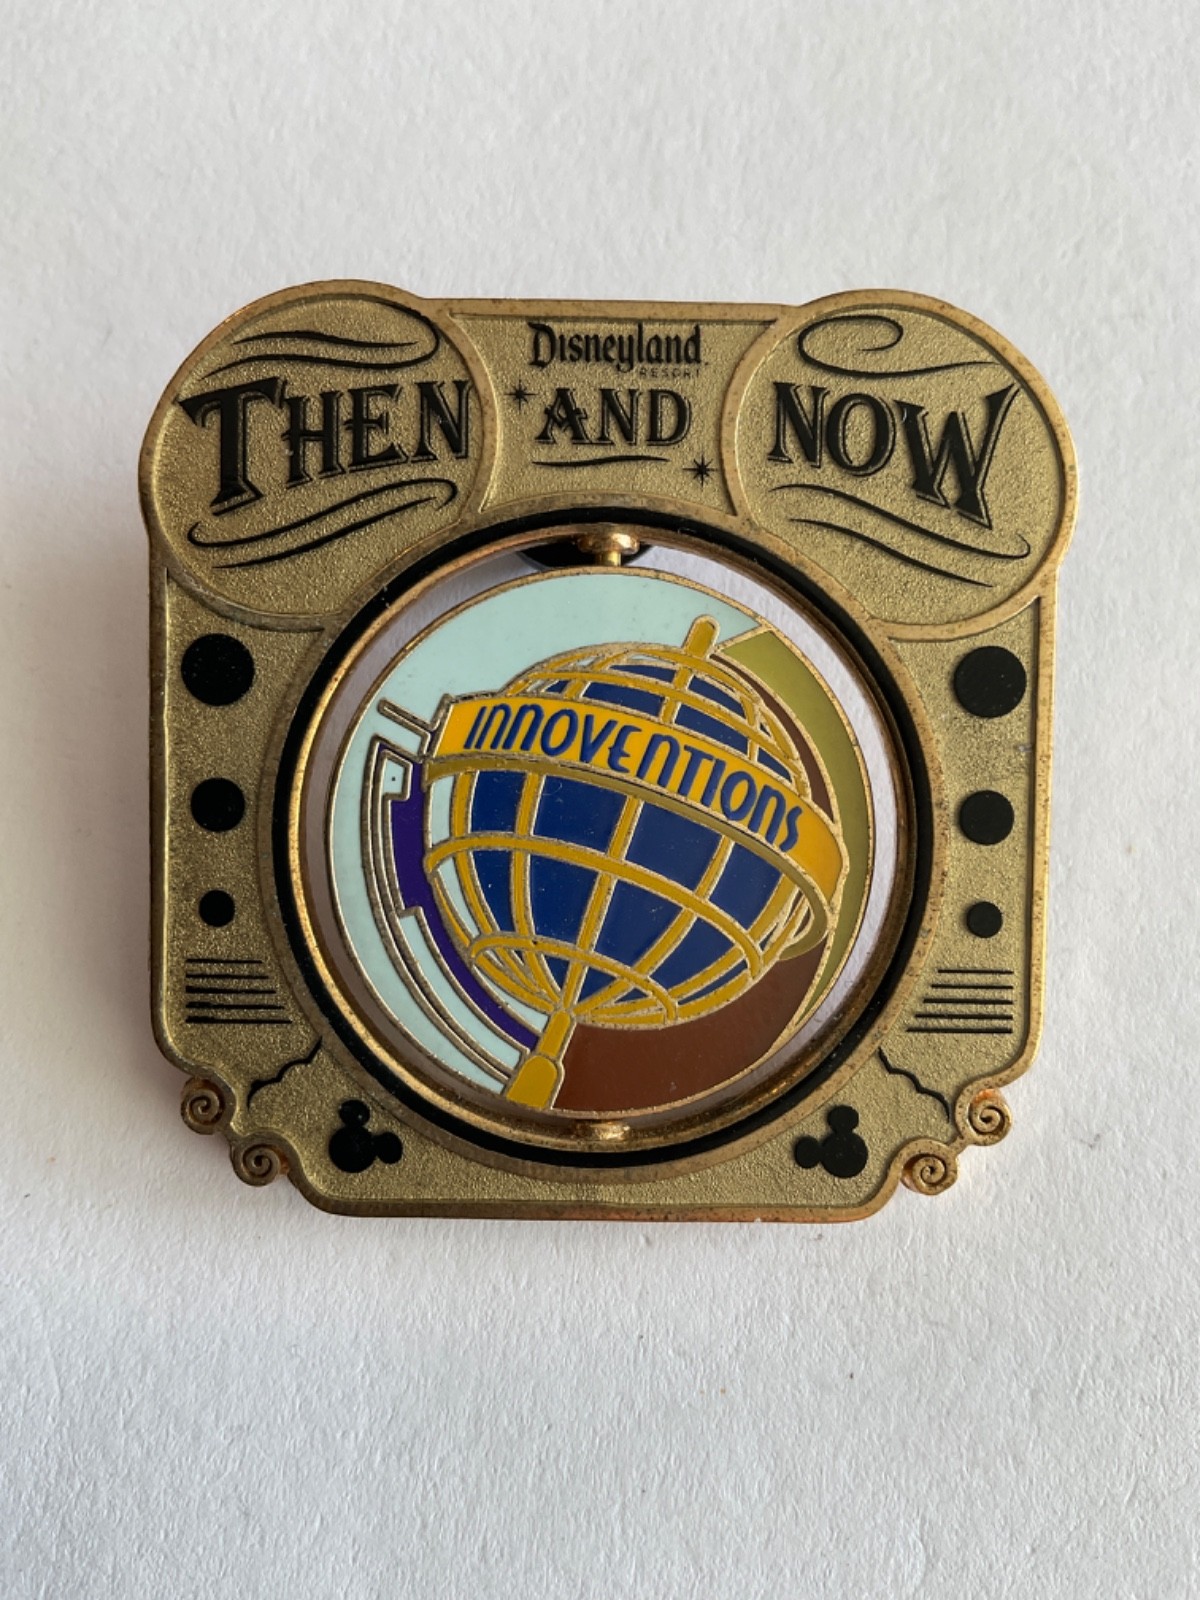 Disneyland
RESORT
THEN AND NOW
INNOVENTIONS